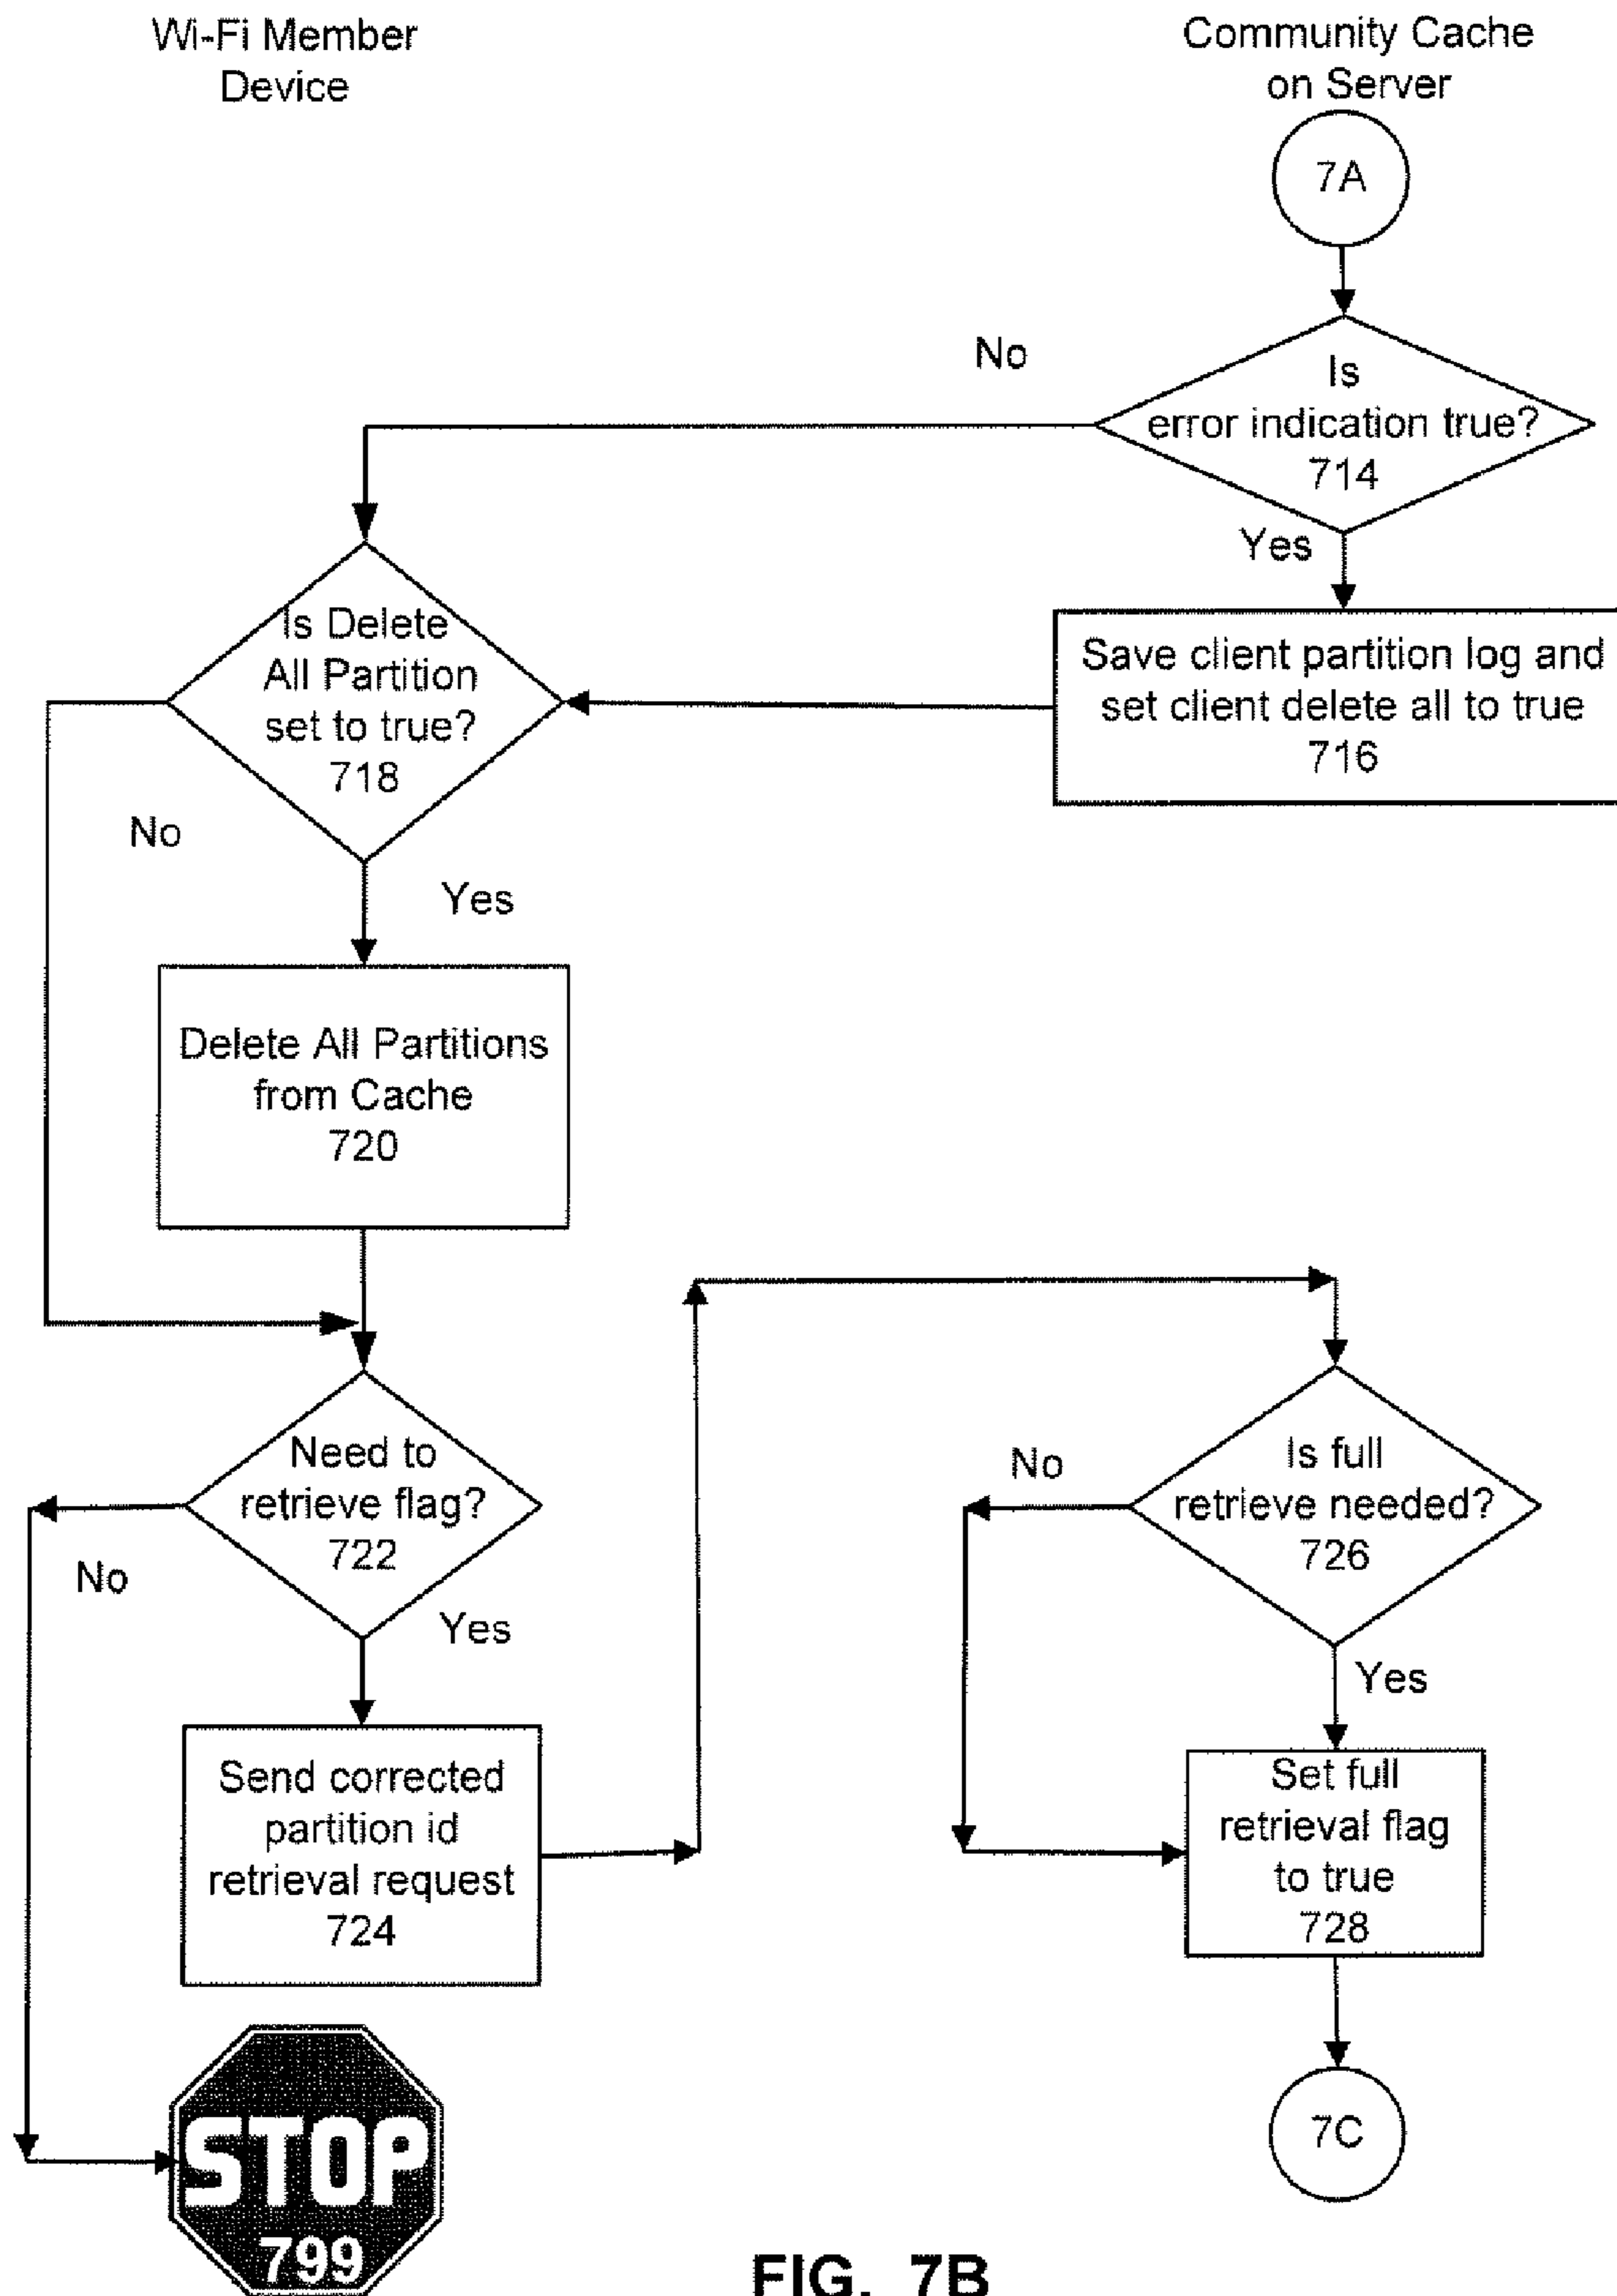 Wi-Fi Member
Device
Community Cache
on Server
7A
Is
error indication true?
714
No
Yes
Save client partition log and
set client delete all to true
716
Is Delete
All Partition
set to true?
718
No
Yes
Delete All Partitions
from Cache
720
Need to
retrieve flag?
722
No
Yes
Send corrected
partition id
retrieval request
724
Is full
retrieve needed?
726
No
Yes
Set full
retrieval flag
to true
728
7C
STOP
799
FIG. 7B